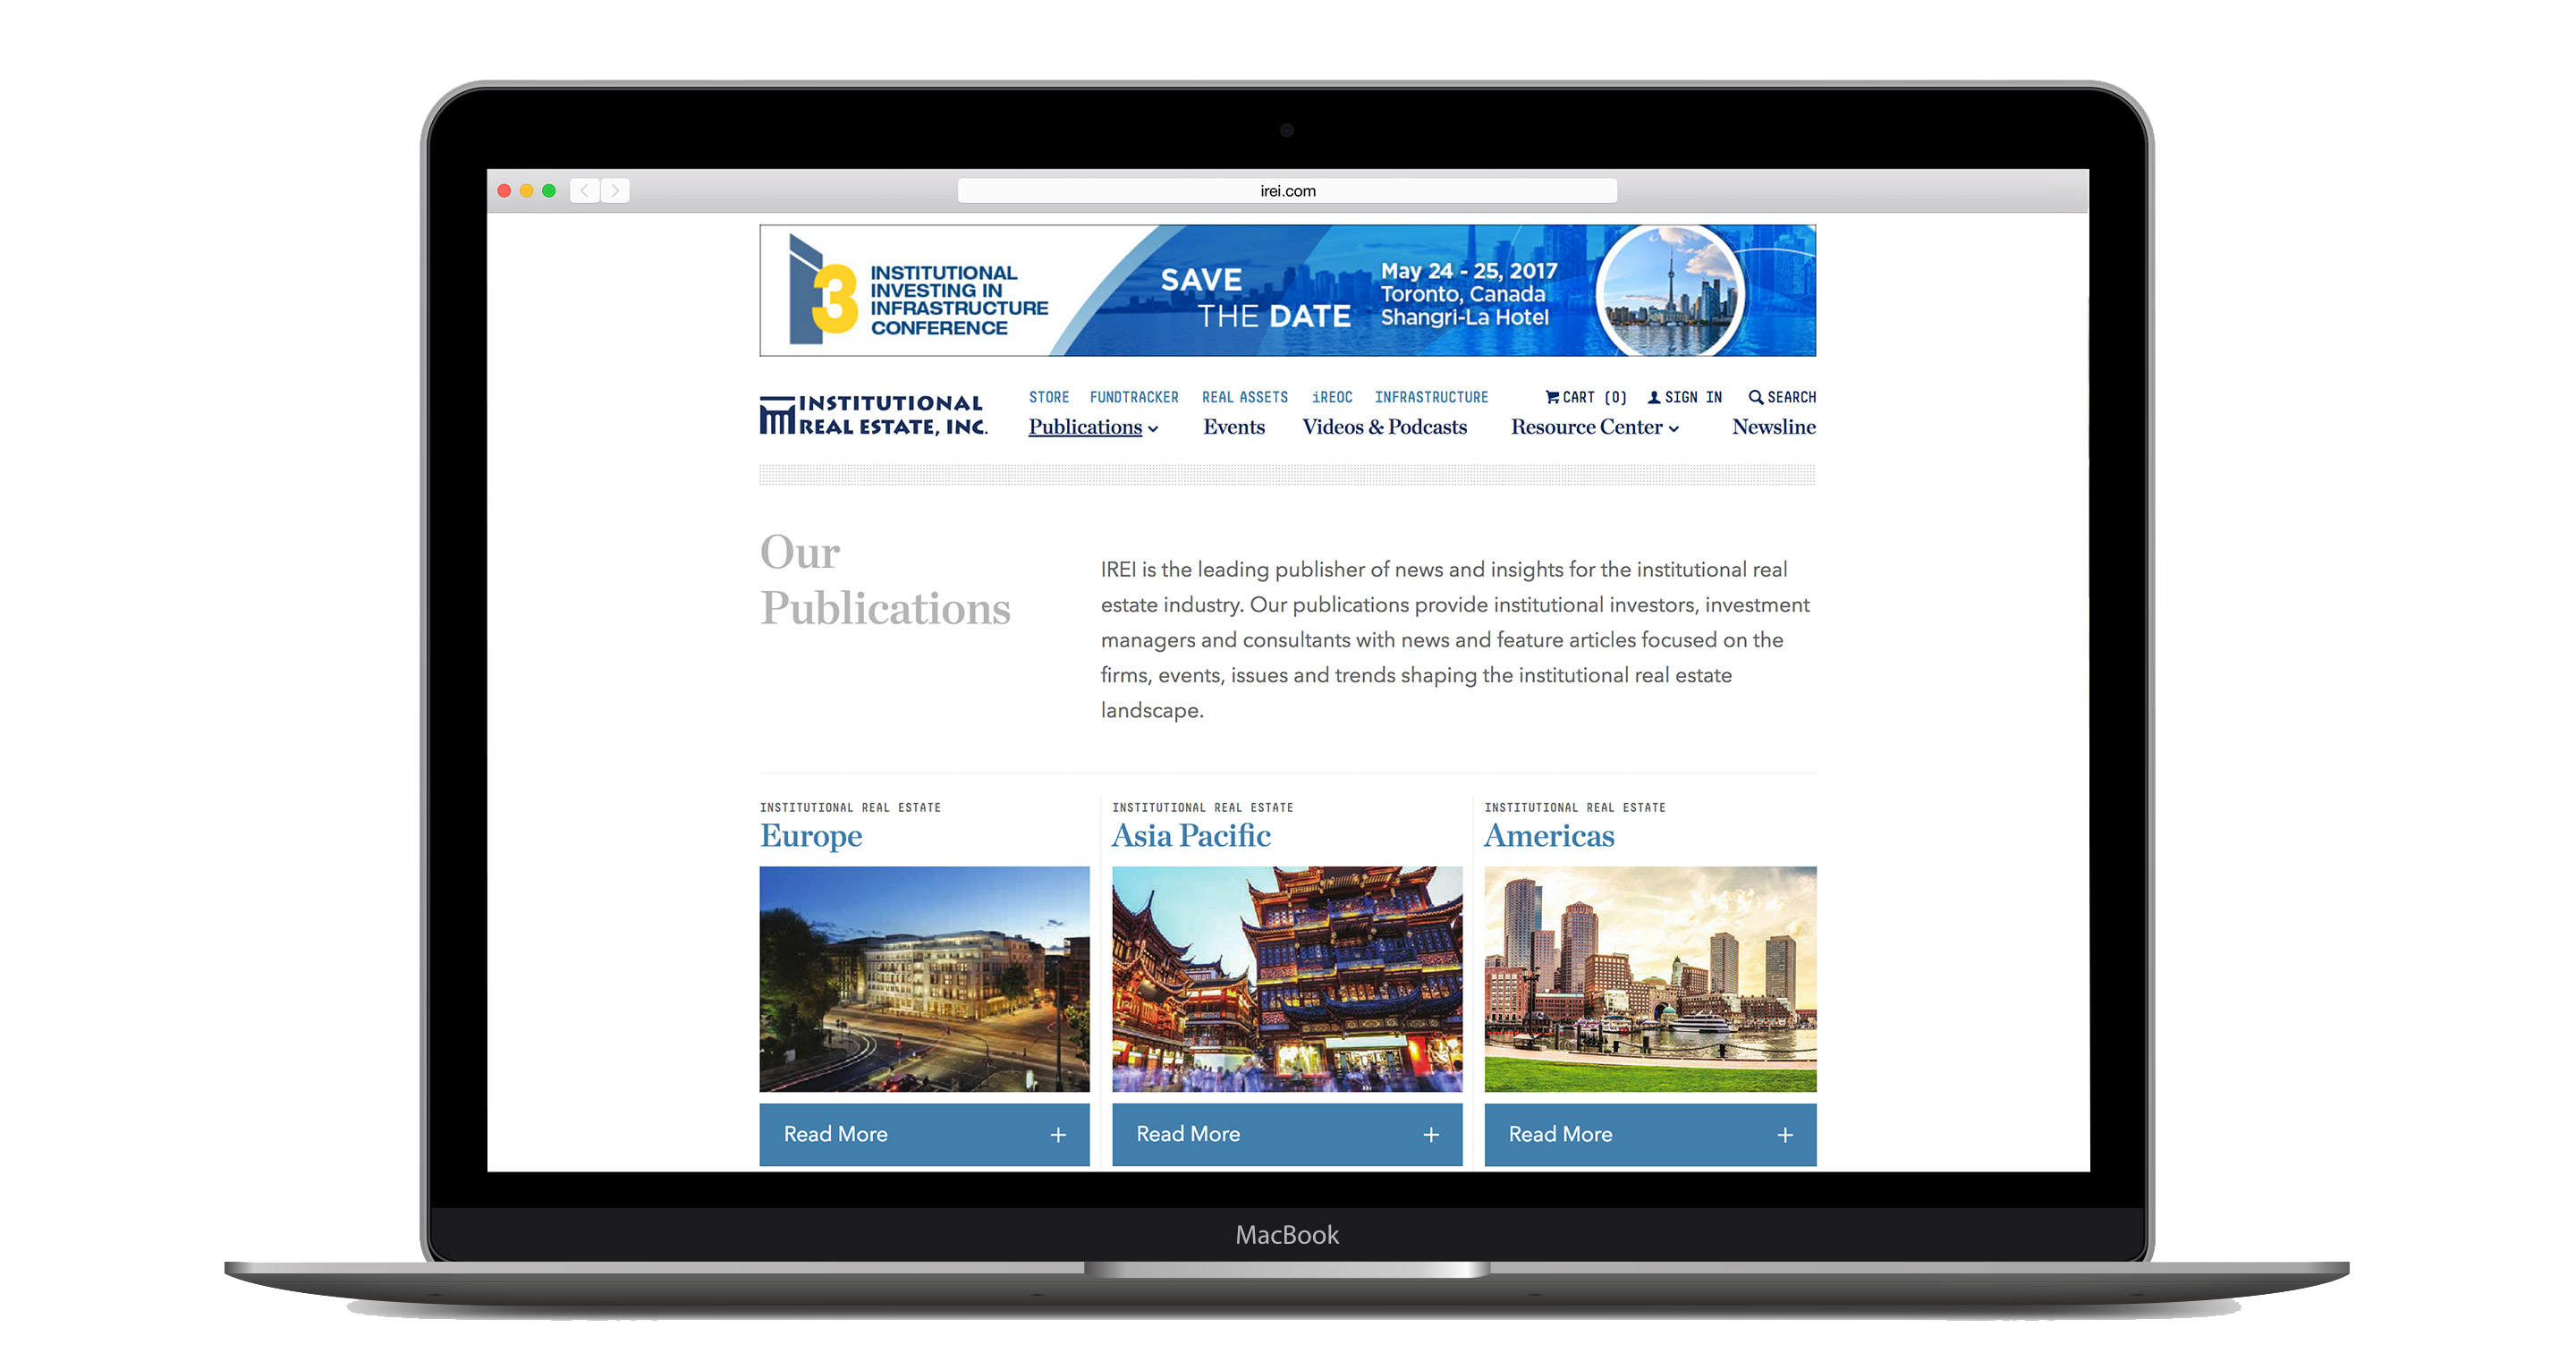 irei.com
3
INSTITUTIONAL
INVESTING IN
INFRASTRUCTURE
CONFERENCE
SAVE
THE DATE
May 24 - 25, 2017
Toronto, Canada
Shangri-La Hotel
INSTITUTIONAL
REAL ESTATE, INC.
STORE FUNDTRACKER REAL ASSETS iREOC INFRASTRUCTURE CART (0) SIGN IN SEARCH
Publications Events Videos & Podcasts Resource Center Newsline
Our
Publications
IREI is the leading publisher of news and insights for the institutional real
estate industry. Our publications provide institutional investors, investment
managers and consultants with news and feature articles focused on the
firms, events, issues and trends shaping the institutional real estate
landscape.
INSTITUTIONAL REAL ESTATE
Europe
Read More +
INSTITUTIONAL REAL ESTATE
Asia Pacific
Read More +
INSTITUTIONAL REAL ESTATE
Americas
Read More +
MacBook